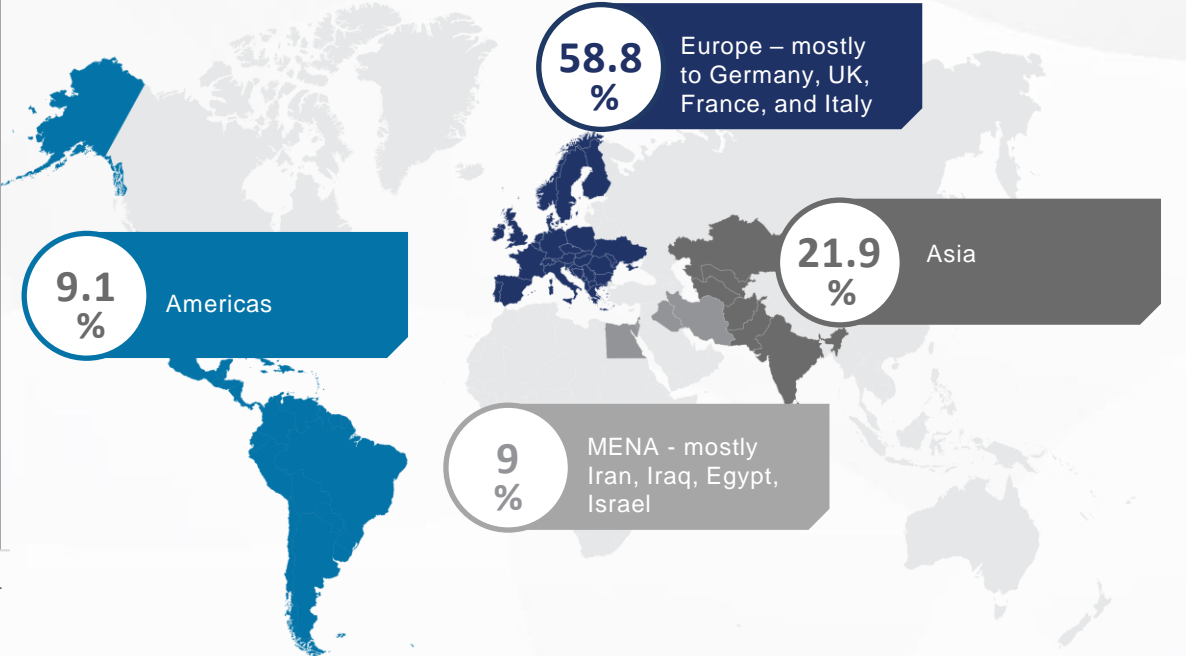 58.8
%
Europe – mostly
to Germany, UK,
France, and Italy
21.9
%
Asia
9.1
%
Americas
9
%
MENA - mostly
Iran, Iraq, Egypt,
Israel